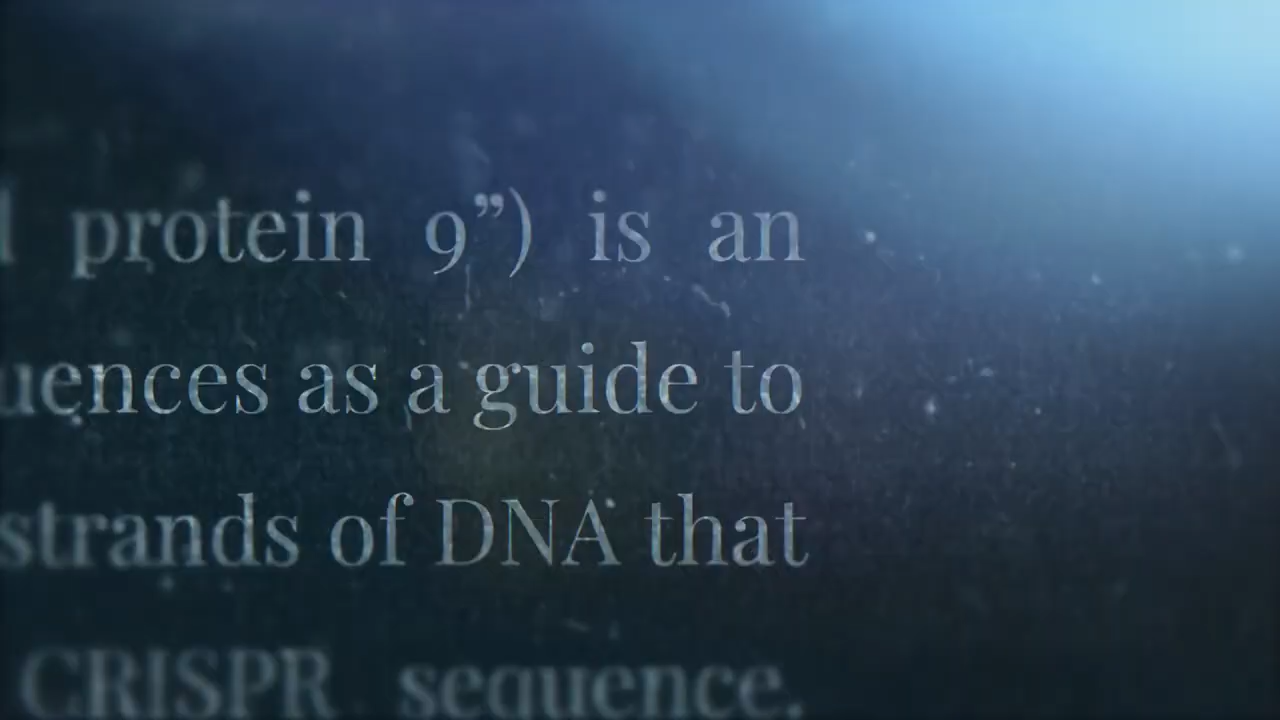 protein 9”) is an
uences as a guide to
strands of DNA that
CRISPR sequence.